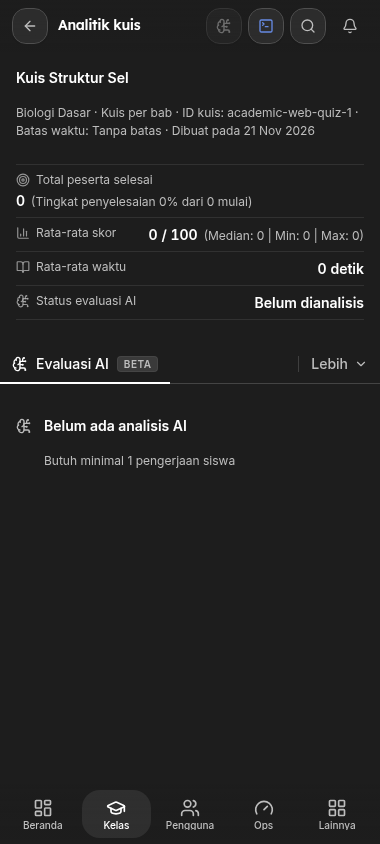 Analitik kuis
Kuis Struktur Sel
Biologi Dasar · Kuis per bab · ID kuis: academic-web-quiz-1 ·
Batas waktu: Tanpa batas · Dibuat pada 21 Nov 2026
Total peserta selesai
0 (Tingkat penyelesaian 0% dari 0 mulai)
Rata-rata skor 0 / 100 (Median: 0 | Min: 0 | Max: 0)
Rata-rata waktu 0 detik
Status evaluasi AI Belum dianalisis
Evaluasi AI BETA Lebih
Belum ada analisis AI
Butuh minimal 1 pengerjaan siswa
Beranda Kelas Pengguna Ops Lainnya